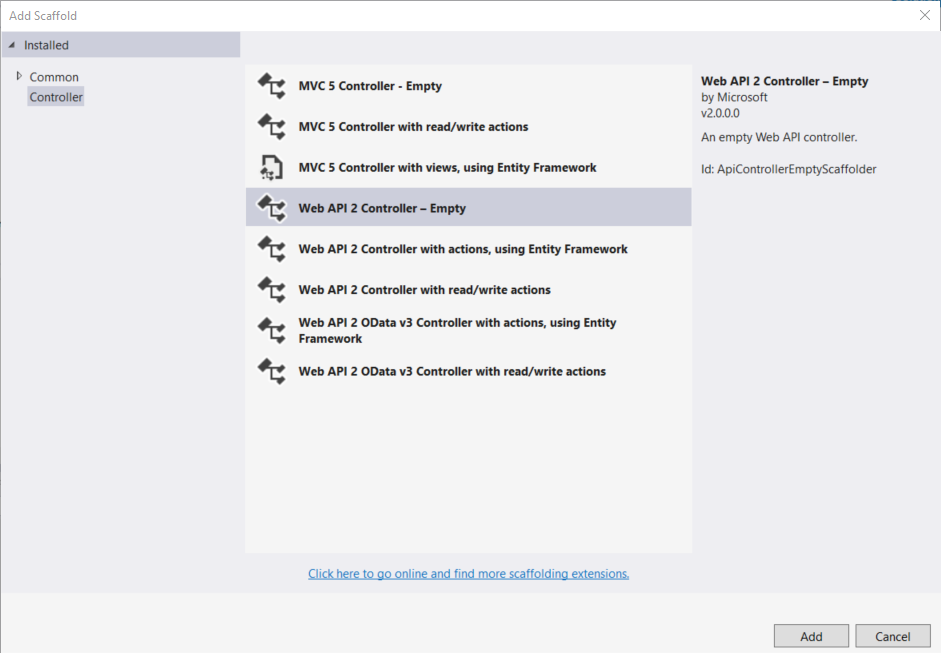 Add Scaffold
Installed
Common
Controller
MVC 5 Controller - Empty
MVC 5 Controller with read/write actions
MVC 5 Controller with views, using Entity Framework
Web API 2 Controller – Empty
Web API 2 Controller with actions, using Entity Framework
Web API 2 Controller with read/write actions
Web API 2 OData v3 Controller with actions, using Entity
Framework
Web API 2 OData v3 Controller with read/write actions
Web API 2 Controller – Empty
by Microsoft
v2.0.0.0
An empty Web API controller.
Id: ApiControllerEmptyScaffolder
Click here to go online and find more scaffolding extensions.
Add
Cancel